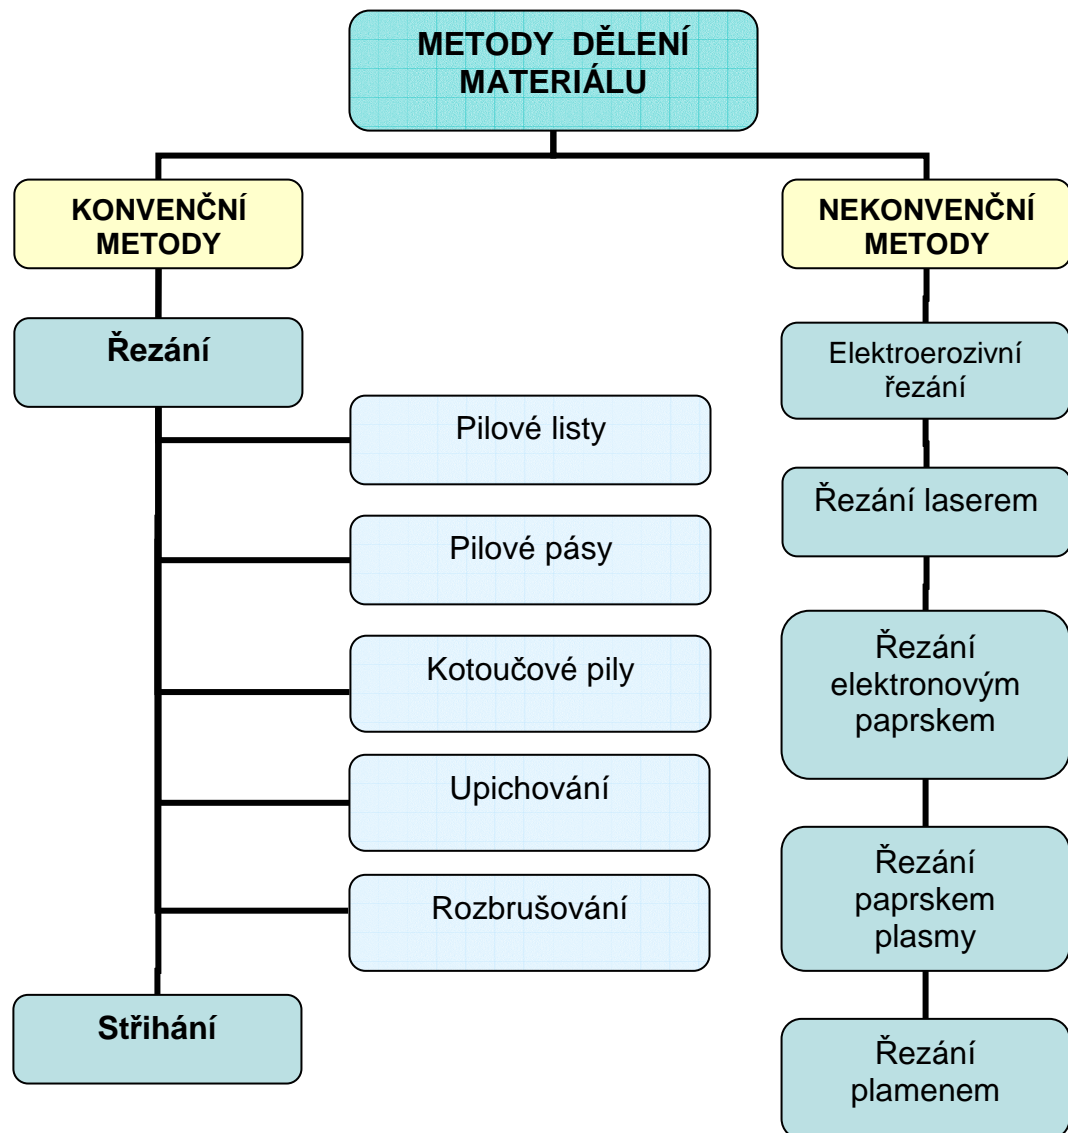 METODY DĚLENÍ
MATERIÁLU
KONVENČNÍ
METODY
NEKONVENČNÍ
METODY
Řezání
Pilové listy
Pilové pásy
Kotoučové pily
Upichování
Rozbrušování
Střihání
Elektroerozivní
řezání
Řezání laserem
Řezání
elektronovým
paprskem
Řezání
paprskem
plasmy
Řezání
plamenem